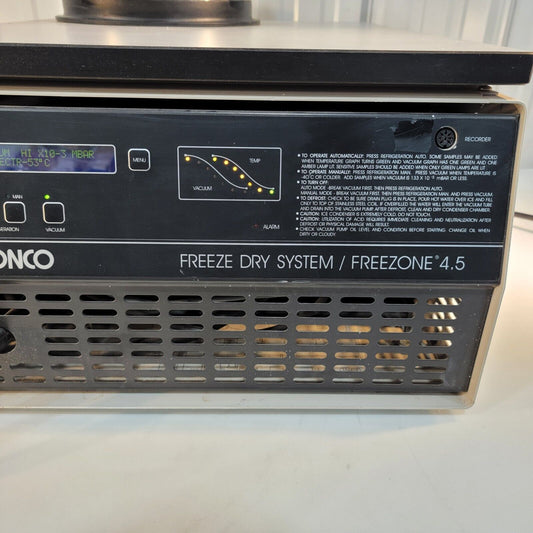 UM HI X10-3 MBAR
ECTR-53°C
MENU
TEMP
VACUUM
ALARM
MAN
VACUUM
RECORDER
• TO OPERATE AUTOMATICALLY: PRESS REFRIGERATION AUTO. SOME SAMPLES MAY BE ADDED
WHEN TEMPERATURE GRAPH TURNS GREEN AND VACUUM GRAPH HAS ONE GREEN AND ONE
AMBER LAMP LIT. SENSITIVE SAMPLES SHOULD BE ADDED WHEN ONLY GREEN LAMPS ARE LIT.
• TO OPERATE MANUALLY: PRESS REFRIGERATION MAN. PRESS VACUUM WHEN TEMPERATURE IS
-40°C OR COLDER. ADD SAMPLES WHEN VACUUM IS 133 X 10⁻³ mBAR OR LESS.
• TO TURN OFF:
AUTO MODE -BREAK VACUUM FIRST, THEN PRESS REFRIGERATION AUTO.
MANUAL MODE - BREAK VACUUM FIRST, THEN PRESS REFRIGERATION MAN. AND PRESS VACUUM.
• TO DEFROST: CHECK TO BE SURE DRAIN PLUG IS IN PLACE, POUR HOT WATER OVER ICE AND FILL
ONLY TO TOP OF STAINLESS STEEL COIL. IF OVERFILLED THE WATER WILL ENTER THE VACUUM TUBE
AND DRAIN INTO THE VACUUM PUMP. AFTER DEFROST, CLEAN AND DRY CONDENSER CHAMBER.
• CAUTION: ICE CONDENSER IS EXTREMELY COLD. DO NOT TOUCH.
• CAUTION: UTILIZATION OF ACID REQUIRES IMMEDIATE CLEANING AND NEUTRALIZATION AFTER
DEFROST OR PHYSICAL DAMAGE WILL RESULT.
• CHECK VACUUM PUMP OIL LEVEL AND CONDITION BEFORE STARTING. CHANGE OIL WHEN
DIRTY OR CLOUDY.
ONCO
FREEZE DRY SYSTEM / FREEZONE® 4.5